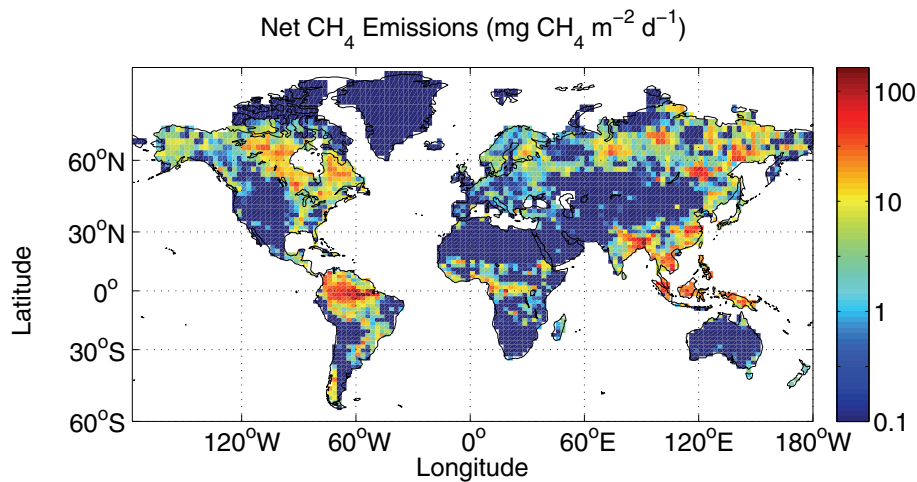 Net CH₄ Emissions (mg CH₄ m⁻² d⁻¹)
100
10
1
0.1
60°N
30°N
0°
30°S
60°S
Latitude
120°W 60°W 0° 60°E 120°E 180°W
Longitude